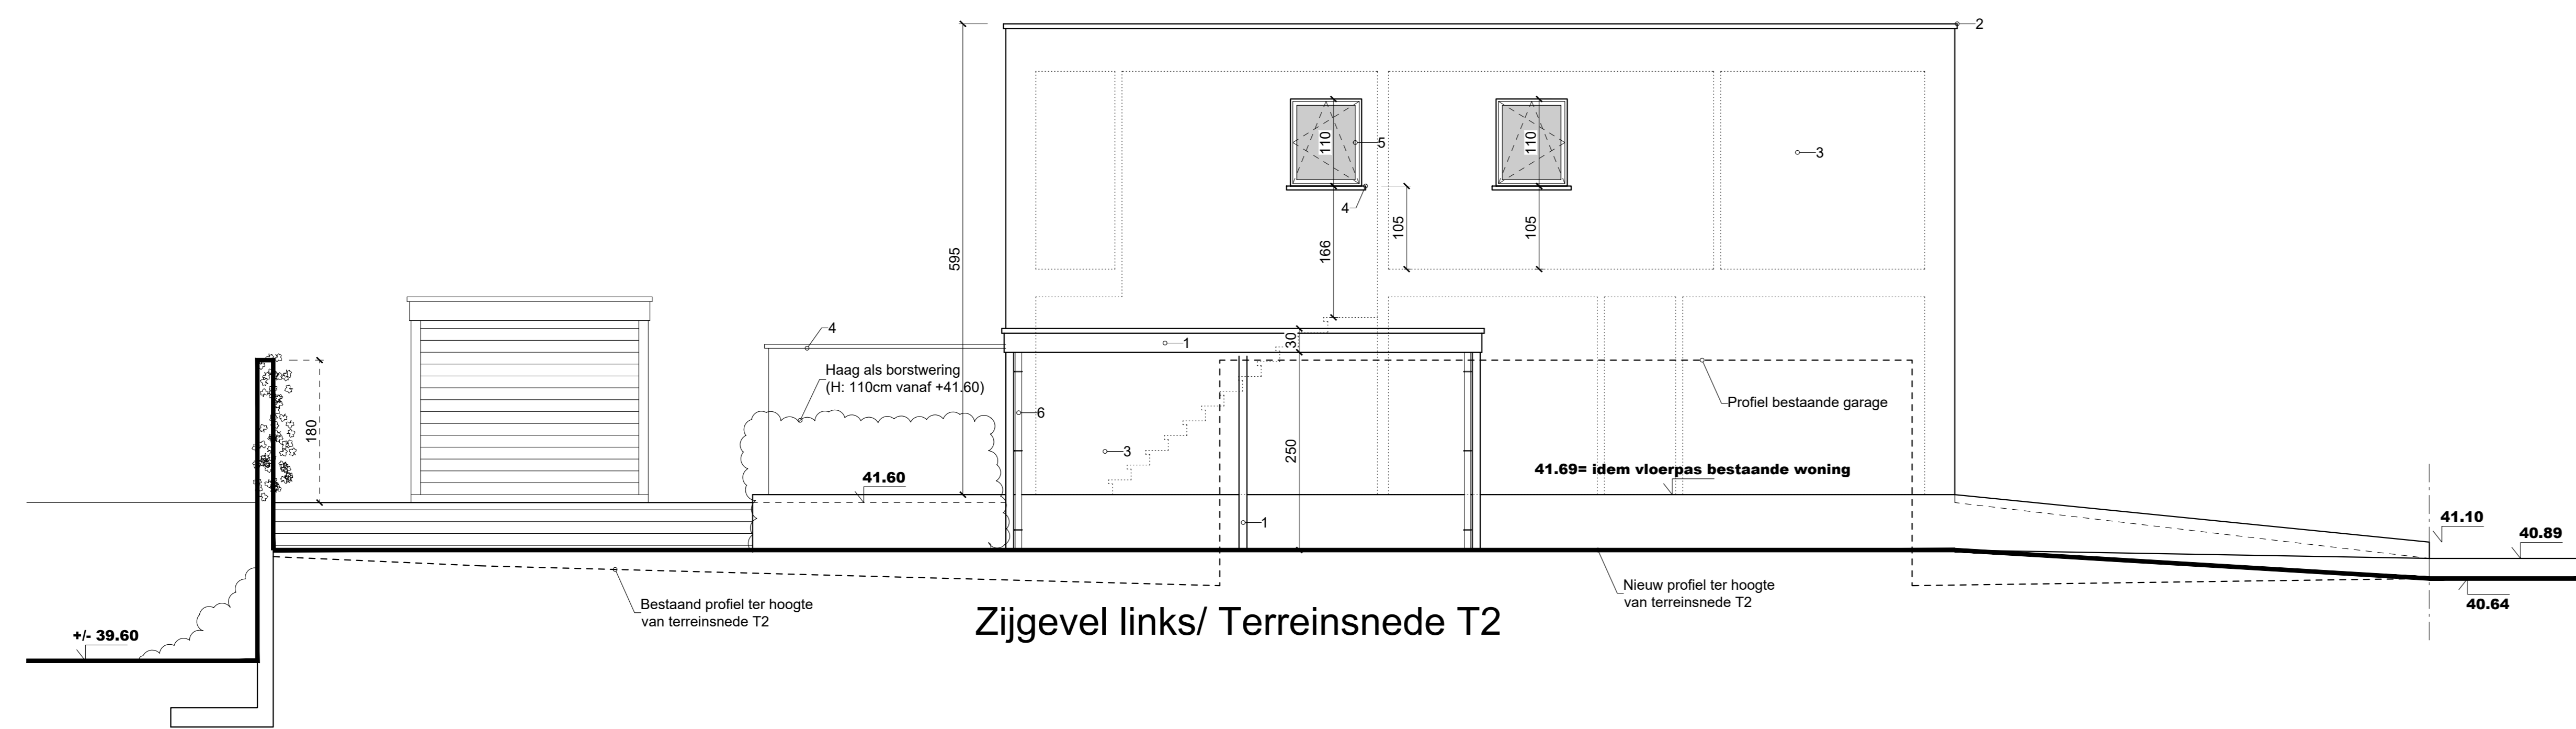 2
110
5
110
3
4
105
105
166
595
30
1
4
Haag als borstwering
(H: 110cm vanaf +41.60)
Profiel bestaande garage
6
180
3
250
41.69= idem vloerpas bestaande woning
41.60
1
41.10
40.89
Nieuw profiel ter hoogte
van terreinsnede T2
40.64
Bestaand profiel ter hoogte
van terreinsnede T2
Zijgevel links/ Terreinsnede T2
+/- 39.60